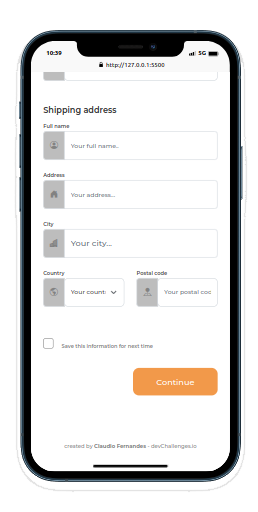 10:39
5G
http://127.0.0.1:5500
Shipping address
Full name
Your full name..
Address
Your address...
City
Your city...
Country
Postal code
Your count
Your postal coc
Save this information for next time
Continue
created by Claudio Fernandes - devChallenges.io